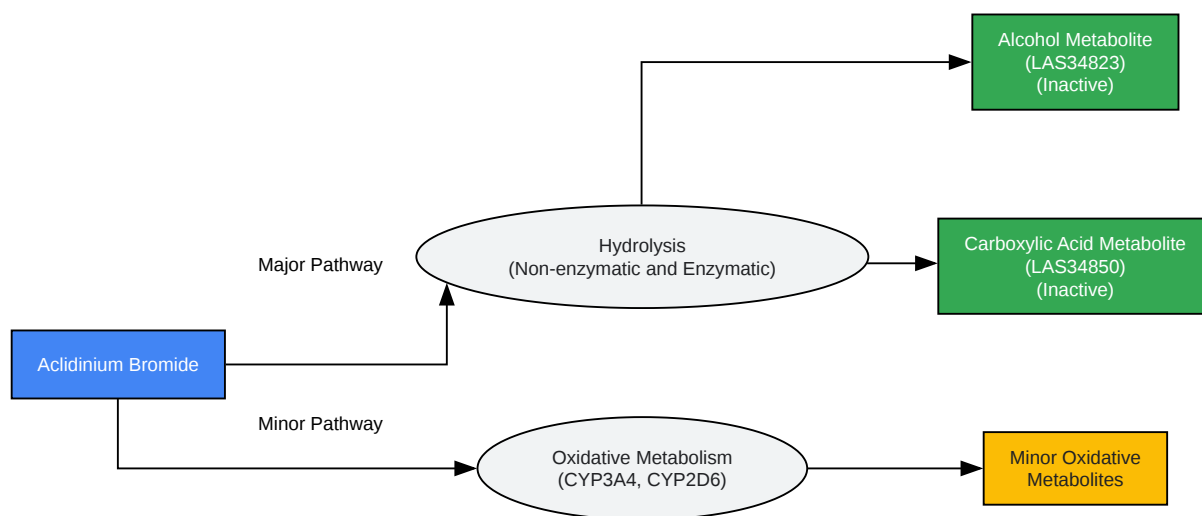 Alcohol Metabolite
(LAS34823)
(Inactive)
Hydrolysis
(Non-enzymatic and Enzymatic)
Carboxylic Acid Metabolite
(LAS34850)
(Inactive)
Major Pathway
Aclidinium Bromide
Minor Pathway
Oxidative Metabolism
(CYP3A4, CYP2D6)
Minor Oxidative
Metabolites